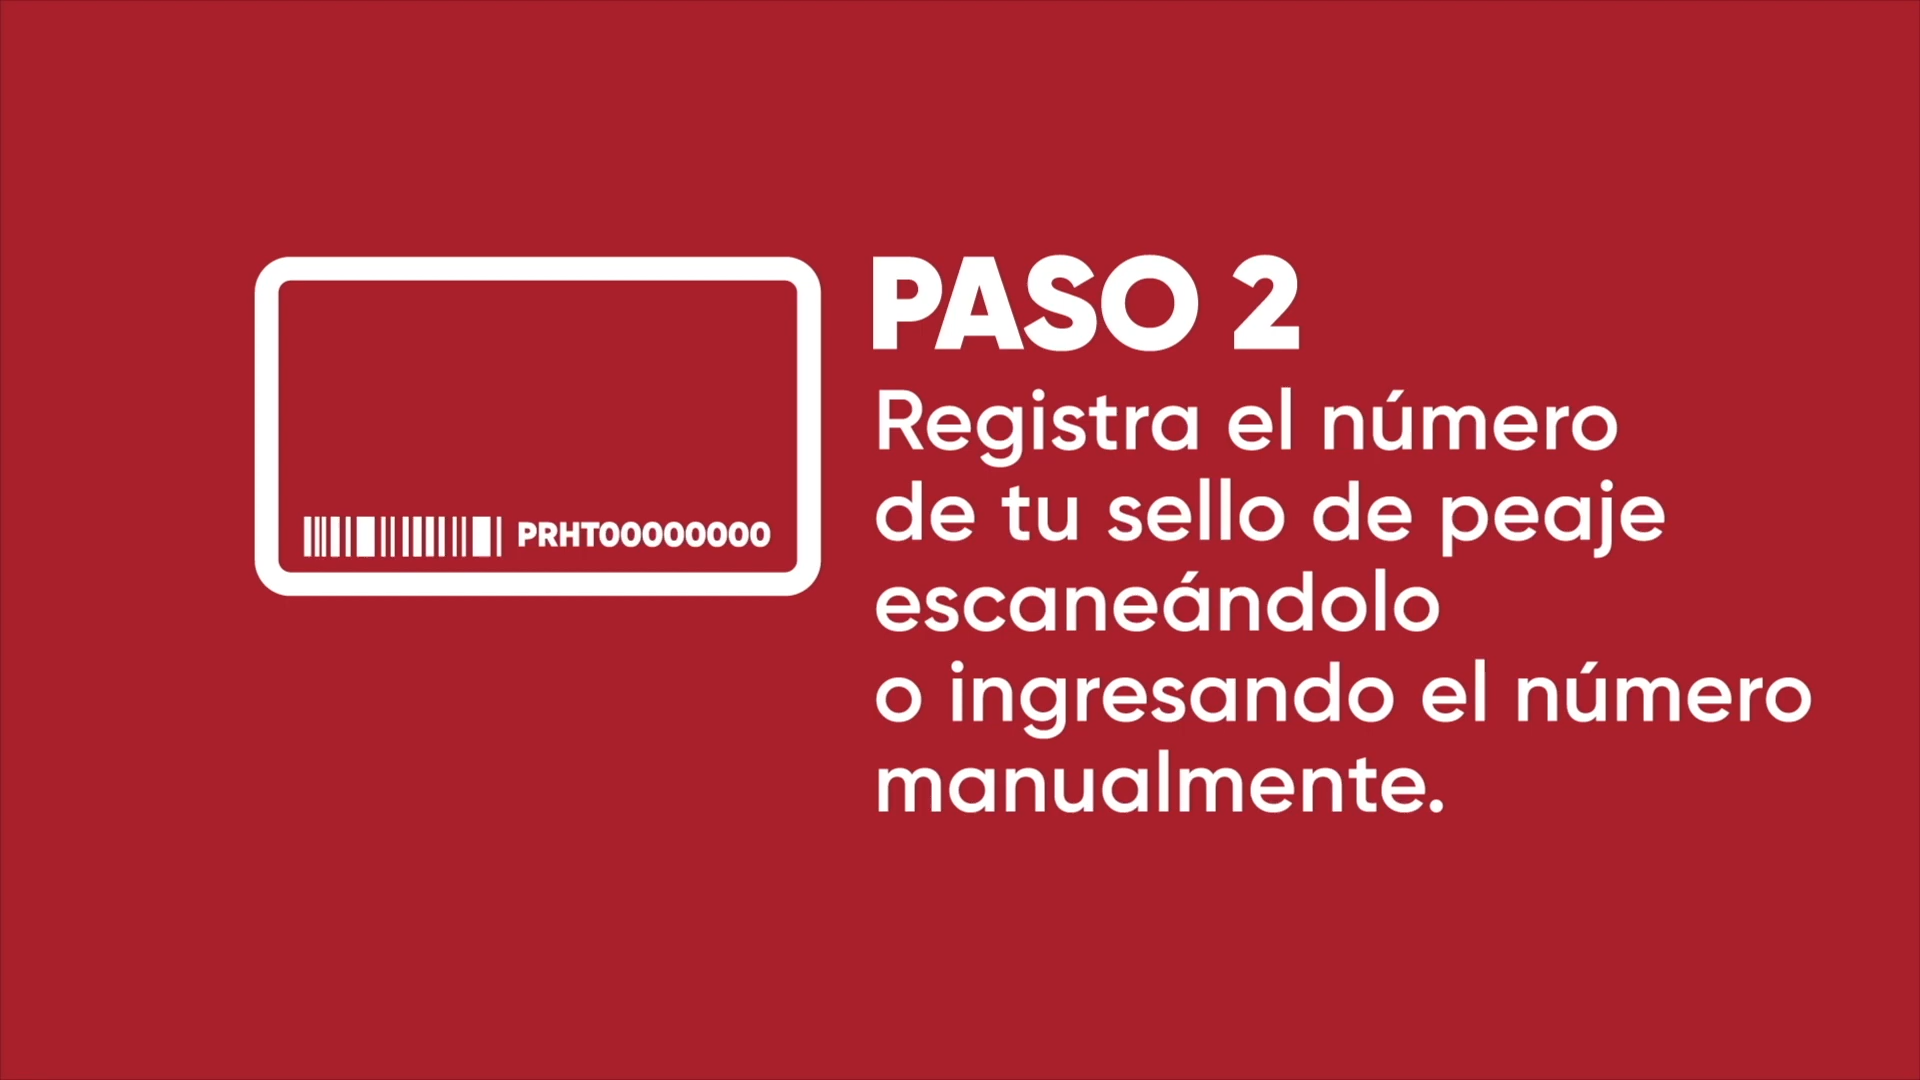 PRHT00000000
PASO 2
Registra el número
de tu sello de peaje
escaneándolo
o ingresando el número
manualmente.